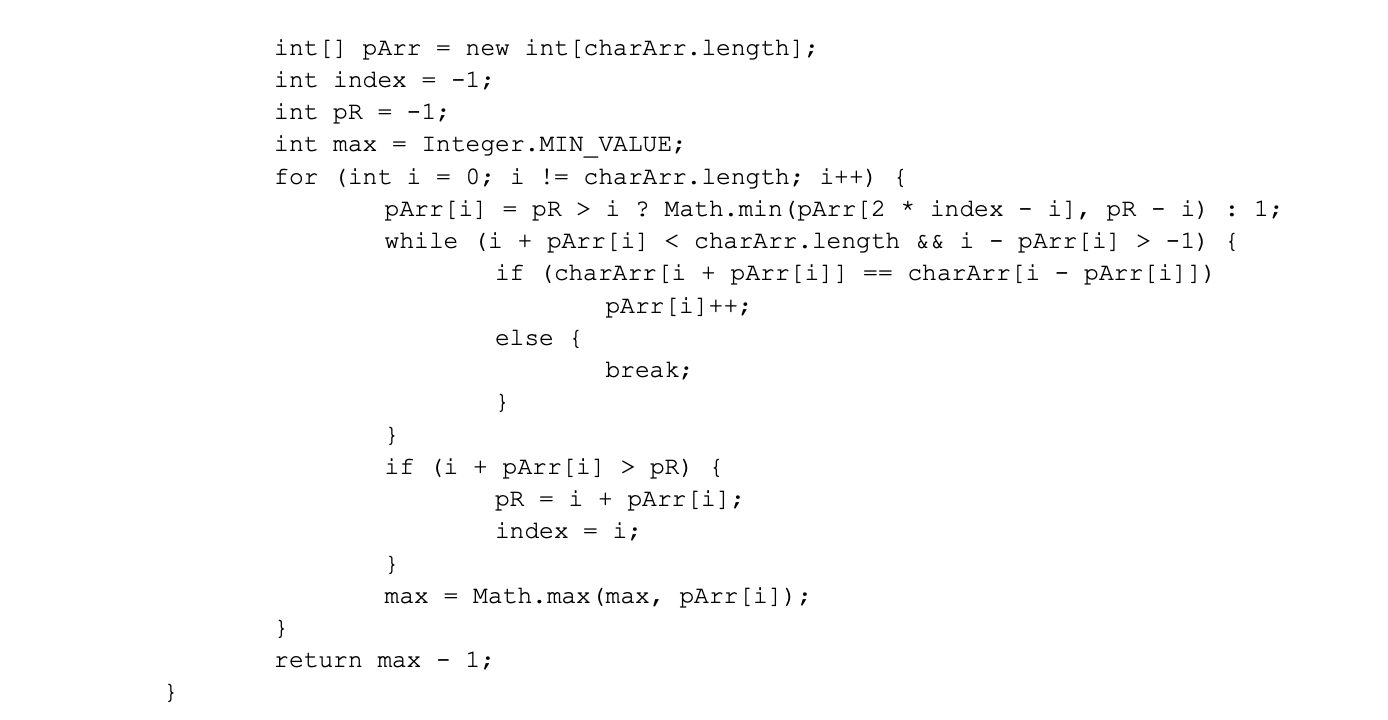 int[] pArr = new int[charArr.length];
int index = -1;
int pR = -1;
int max = Integer.MIN_VALUE;
for (int i = 0; i != charArr.length; i++) {
pArr[i] = pR > i ? Math.min(pArr[2 * index - i], pR - i) : 1;
while (i + pArr[i] < charArr.length && i - pArr[i] > -1) {
if (charArr[i + pArr[i]] == charArr[i - pArr[i]])
pArr[i]++;
else {
break;
}
}
if (i + pArr[i] > pR) {
pR = i + pArr[i];
index = i;
}
max = Math.max(max, pArr[i]);
}
return max - 1;
}